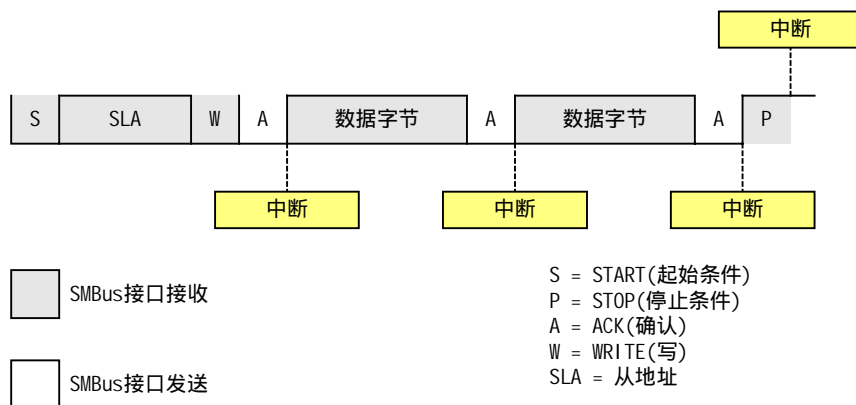 中断
S SLA W A 数据字节 A 数据字节 A P
中断 中断 中断
SMBus接口接收
SMBus接口发送
S = START(起始条件)
P = STOP(停止条件)
A = ACK(确认)
W = WRITE(写)
SLA = 从地址